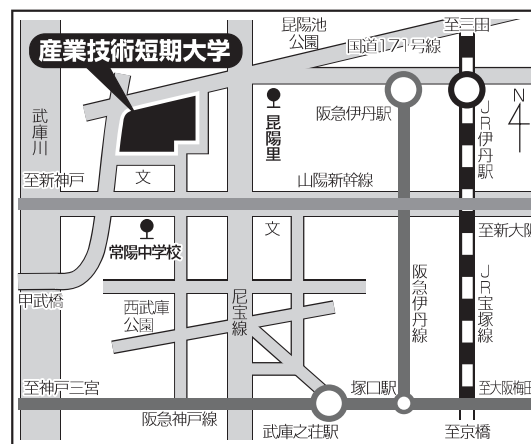 産業技術短期大学
昆陽池
公園
国道171号線
至三田
武庫川
昆陽里
阪急伊丹駅
JR伊丹駅
N
文
至新神戸
山陽新幹線
常陽中学校
文
至新大阪
甲武橋
西武庫
公園
尼宝線
阪急伊丹線
JR宝塚線
至神戸三宮
塚口駅
至大阪梅田
阪急神戸線
武庫之荘駅
至京橋